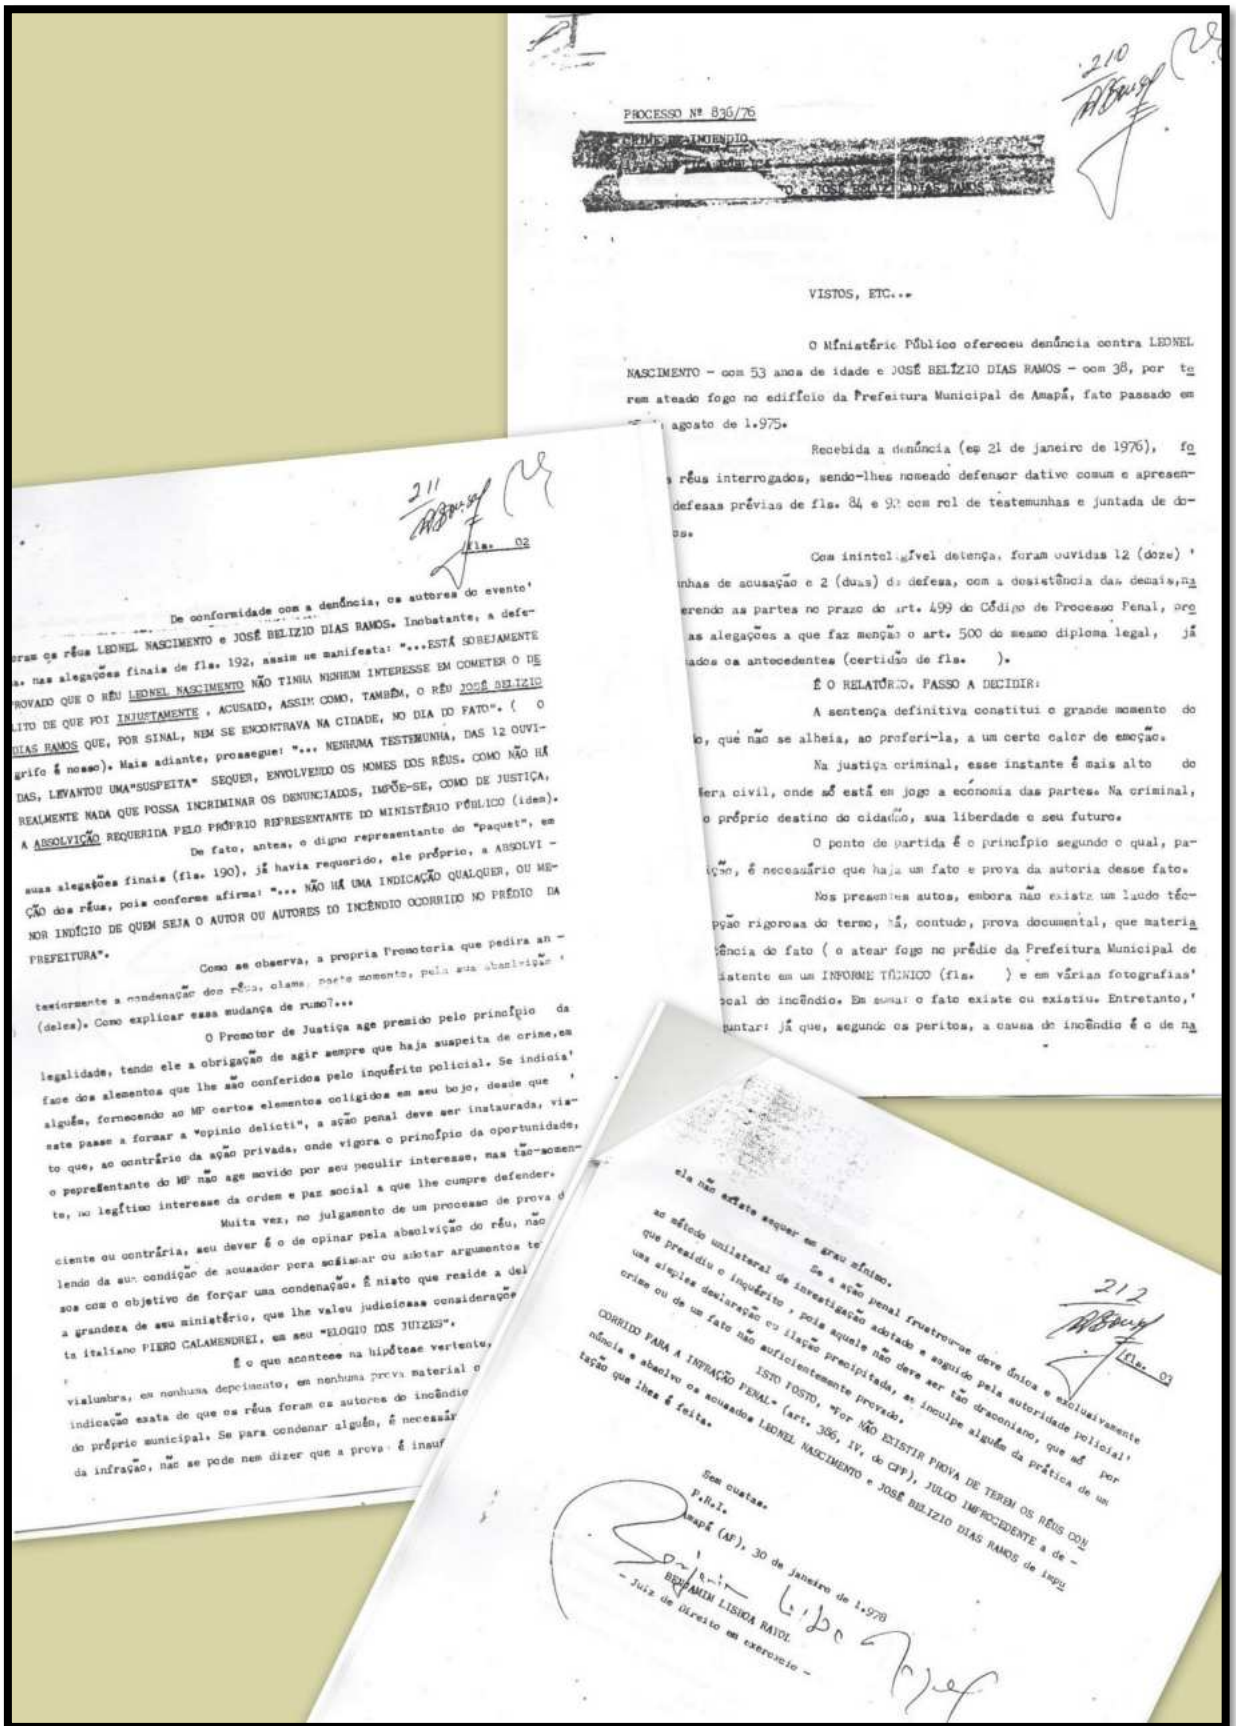 210
PROCESSO Nº 836/76
CRIME DE INCENDIO
e JOSÉ BELIZIO DIAS RAMOS
VISTOS, ETC...
O Ministério Público ofereceu denúncia contra LEONEL
NASCIMENTO - com 53 anos de idade e JOSÉ BELÍZIO DIAS RAMOS - com 38, por te
rem ateado fogo no edifício da Prefeitura Municipal de Amapá, fato passado em
agosto de 1.975.
Recebida a denúncia (em 21 de janeiro de 1976), fo
réus interrogados, sendo-lhes nomeado defensor dativo comum e apresen-
defesas prévias de fls. 84 e 92 com rol de testemunhas e juntada de do-
os.
Com ininteligível detença, foram ouvidas 12 (doze) '
nhas de acusação e 2 (duas) de defesa, com a desistência das demais, na
erendo as partes no prazo do art. 499 do Código de Processo Penal, pro
as alegações a que faz menção o art. 500 do mesmo diploma legal, já
ados os antecedentes (certidão de fls. ).
É O RELATÓRIO. PASSO A DECIDIR:
A sentença definitiva constitui o grande momento do
o, que não se alheia, ao proferi-la, a um certo calor de emoção.
Na justiça criminal, esse instante é mais alto do
fera civil, onde só está em jogo a economia das partes. Na criminal,
o próprio destino do cidadão, sua liberdade e seu futuro.
O ponto de partida é o princípio segundo o qual, pa-
ição, é necessário que haja um fato e prova da autoria desse fato.
Nos presentes autos, embora não exista um laudo téc-
pção rigorosa do termo, há, contudo, prova documental, que materia
tência do fato ( o atear fogo no prédio da Prefeitura Municipal de
istente em um INFORME TÉCNICO (fls. ) e em várias fotografias'
ocal do incêndio. Em suma: o fato existe ou existiu. Entretanto,'
untar: já que, segundo os peritos, a causa do incêndio é o de na
211
fls. 02
De conformidade com a denúncia, os autores do evento'
oram os réus LEONEL NASCIMENTO e JOSÉ BELIZIO DIAS RAMOS. Inobstante, a defe-
a. nas alegações finais de fls. 192, assim se manifesta: "...ESTÁ SOBEJAMENTE
PROVADO QUE O RÉU LEONEL NASCIMENTO NÃO TINHA NENHUM INTERESSE EM COMETER O DE
LITO DE QUE FOI INJUSTAMENTE , ACUSADO, ASSIM COMO, TAMBÉM, O RÉU JOSÉ BELIZIO
DIAS RAMOS QUE, POR SINAL, NEM SE ENCONTRAVA NA CIDADE, NO DIA DO FATO". ( O
grifo é nosso). Mais adiante, prossegue: "... NENHUMA TESTEMUNHA, DAS 12 OUVI-
DAS, LEVANTOU UMA"SUSPEITA" SEQUER, ENVOLVENDO OS NOMES DOS RÉUS. COMO NÃO HÁ
REALMENTE NADA QUE POSSA INCRIMINAR OS DENUNCIADOS, IMPÕE-SE, COMO DE JUSTIÇA,
A ABSOLVIÇÃO REQUERIDA PELO PRÓPRIO REPRESENTANTE DO MINISTÉRIO PÚBLICO (idem).
De fato, antes, o digno representante do "paquet", em
suas alegações finais (fls. 190), já havia requerido, ele próprio, a ABSOLVI -
ÇÃO dos réus, pois conforme afirma: "... NÃO HÁ UMA INDICAÇÃO QUALQUER, OU ME-
NOR INDÍCIO DE QUEM SEJA O AUTOR OU AUTORES DO INCÊNDIO OCORRIDO NO PRÉDIO DA
PREFEITURA".
Como se observa, a propria Promotoria que pedira an -
teriormente a condenação dos réus, clama, neste momento, pela sua absolvição '
(deles). Como explicar essa mudança de rumo?...
O Promotor de Justiça age premido pelo princípio da
legalidade, tendo ele a obrigação de agir sempre que haja suspeita de crime,em
face dos elementos que lhe são conferidos pelo inquérito policial. Se indicia'
alguém, fornecendo ao MP certos elementos coligidos em seu bojo, desde que '
este passe a formar a "opinio delicti", a ação penal deve ser instaurada, vis-
to que, ao contrário da ação privada, onde vigora o princípio da oportunidade,
o pepresentante do MP não age movido por seu peculir interesse, mas tão-somen-
te, no legítimo interesse da ordem e paz social a que lhe cumpre defender.
Muita vez, no julgamento de um processo de prova d
ciente ou contrária, seu dever é o de opinar pela absolvição do réu, não
lendo da sua condição de acusador para sofismar ou adotar argumentos te
sos com o objetivo de forçar uma condenação. É nisto que reside a del
a grandeza de seu ministério, que lhe valeu judiciosas consideraçõe
ta italiano PIERO CALAMENDREI, em seu "ELOGIO DOS JUIZES".
É o que acontece na hipótese vertente,
vislumbra, em nenhuma depoimento, em nenhuma prova material o
indicação exata de que os réus foram os autores do incêndio
do próprio municipal. Se para condenar alguém, é necessár
da infração, não se pode nem dizer que a prova é insuf
212
fls. 03
ela não existe sequer em grau mínimo.
Se a ação penal frustrou-se deve única e exclusivamente
ao método unilateral de investigação adotado e seguido pela autoridade policial'
que presidiu o inquérito , pois aquele não deve ser tão draconiano, que só por
uma simples declaração ou ilação precipitada, se inculpe alguém da prática de um
crime ou de um fato não suficientemente provado.
ISTO POSTO, "Por NÃO EXISTIR PROVA DE TEREM OS RÉUS CON
CORRIDO PARA A INFRAÇÃO PENAL" (art. 386, IV, do CPP), JULGO IMPROCEDENTE a de -
núncia e absolvo os acusados LEONEL NASCIMENTO e JOSÉ BELIZIO DIAS RAMOS de impu
tação que lhes é feita.
Sem custas.
P.R.I.
Amapá (AP), 30 de janeiro de 1.978
BENJAMIM LISBOA RAYOL
- Juiz de Direito em exercício -